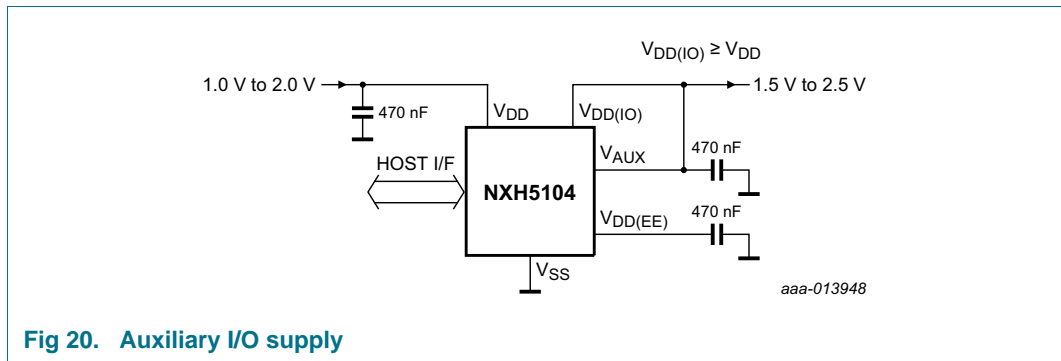 V_DD(IO) ≥ V_DD
1.0 V to 2.0 V
1.5 V to 2.5 V
470 nF
V_DD
V_DD(IO)
HOST I/F
V_AUX
470 nF
NXH5104
V_DD(EE)
470 nF
V_SS
aaa-013948
Fig 20. Auxiliary I/O supply